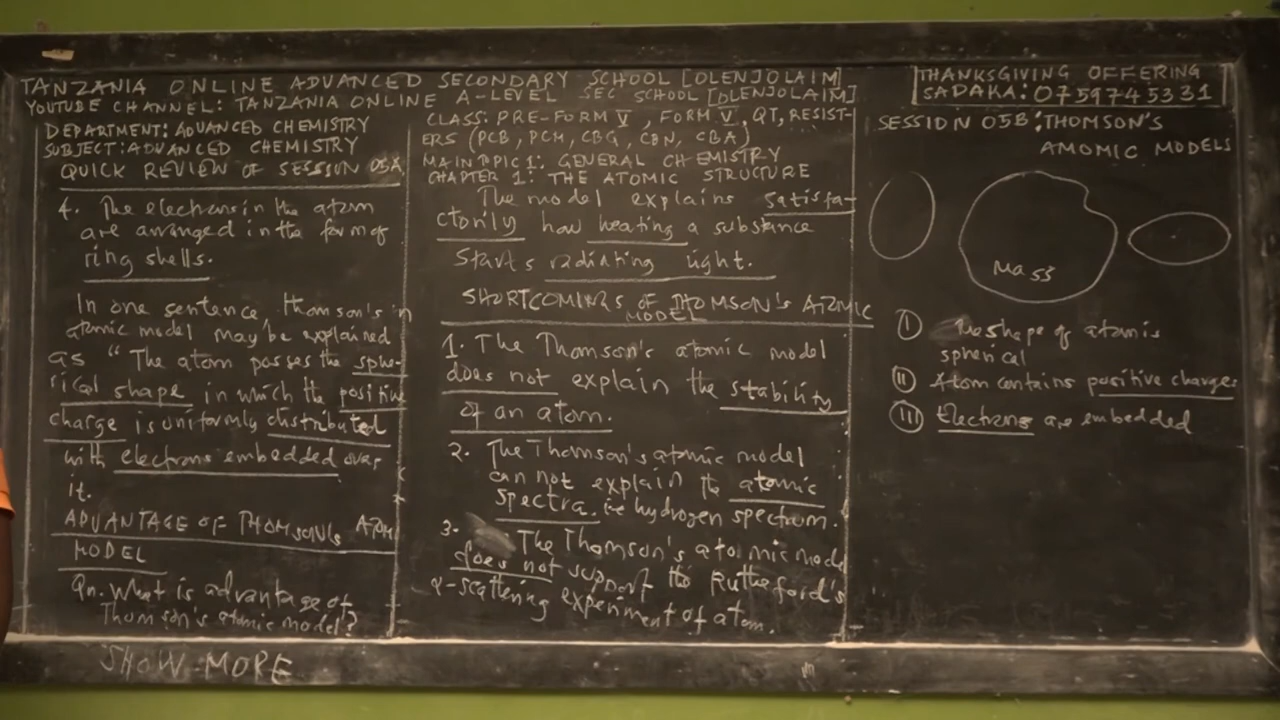 TANZANIA ONLINE ADVANCED SECONDARY SCHOOL [OLENJOLAIM]
YOUTUBE CHANNEL: TANZANIA ONLINE A-LEVEL SEC SCHOOL [OLENJOLAIM]
THANKSGIVING OFFERING
SADAKA: 0759745331
DEPARTMENT: ADVANCED CHEMISTRY
SUBJECT: ADVANCED CHEMISTRY
QUICK REVIEW OF SESSION 05A
4. The electrons in the atom
are arranged in the form of
ring shells.
In one sentence, Thomson's in
atomic model may be explained
as " The atom posses the sphe-
rical shape in which the positive
charge is uniformly distributed
with electrons embedded over
it.
ADVANTAGE OF THOMSON'S ATOM
MODEL
Qn. What is advantage of
Thomson's atomic model?
SHOW MORE
CLASS: PRE-FORM V, FORM V, QT, RESIST-
ERS (PCB, PCM, CBG, CBN, CBA)
MAIN TOPIC 1: GENERAL CHEMISTRY
CHAPTER 1: THE ATOMIC STRUCTURE
The model explains satisfa-
ctorily how heating a substance
starts radiating light.
SHORTCOMINGS OF THOMSON'S ATOMIC
MODEL
1. The Thomson's atomic model
does not explain the stability
of an atom.
2. The Thomson's atomic model
can not explain the atomic
spectra. i.e hydrogen spectrum.
3. The Thomson's atomic mode
does not support the Rutherford's
α-scattering experiment of atom.
SESSION 05B: THOMSON'S
AMOMIC MODELS
Mass
I The shape of atom is
spherical
II Atom contains positive charges
III Electrons are embedded